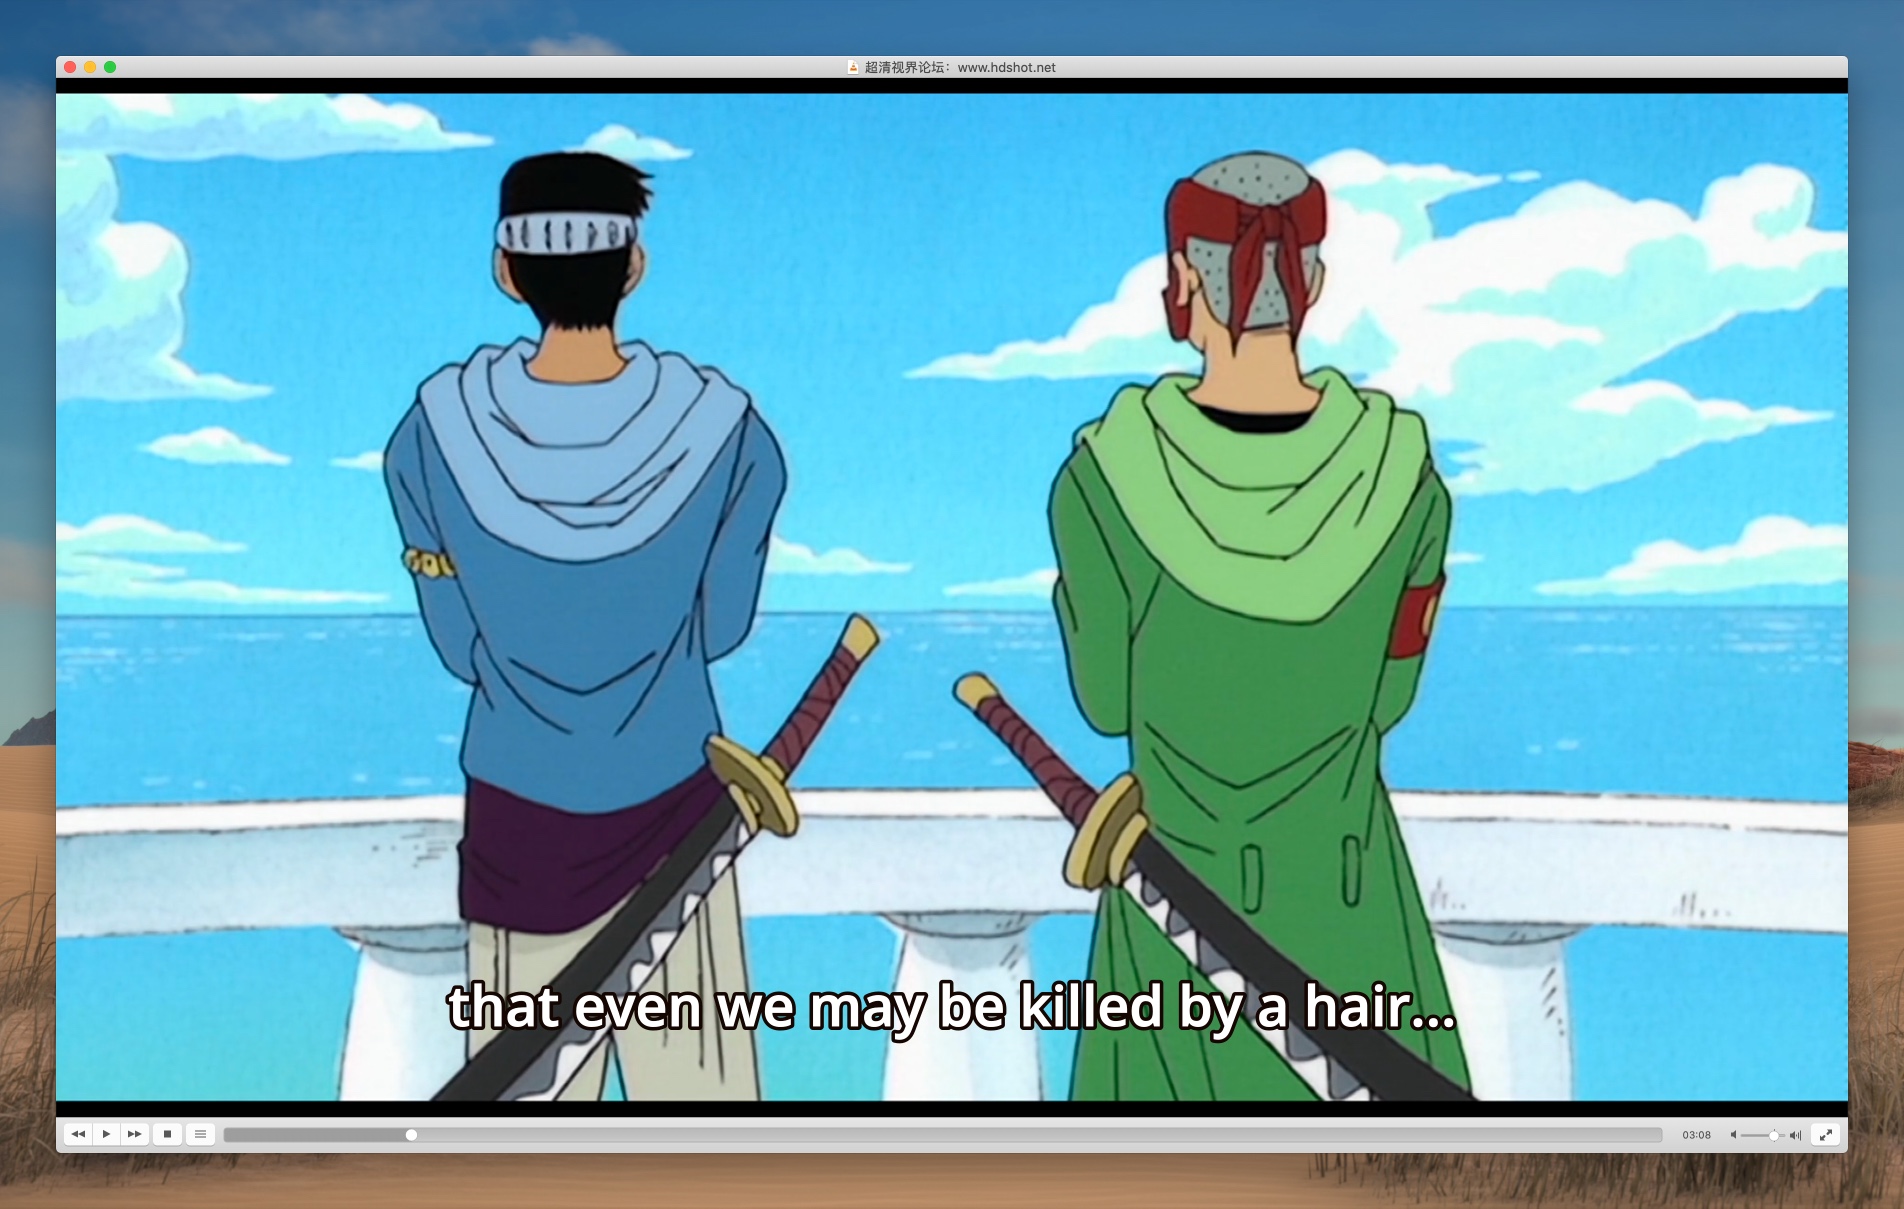 超清视界论坛：www.hdshot.net
GOL
that even we may be killed by a hair...
03:08